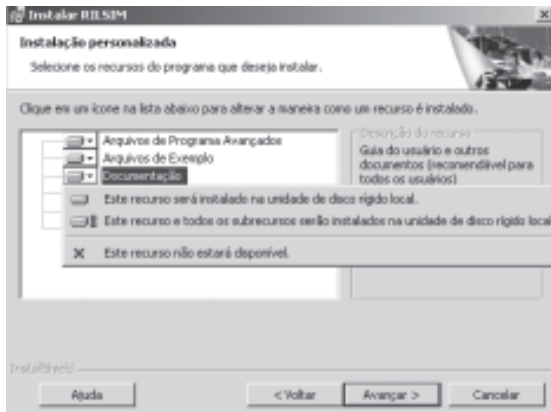 Instalar RILSIM
Instalação personalizada
Selecione os recursos do programa que deseja instalar.
Clique em um ícone na lista abaixo para alterar a maneira como um recurso é instalado.
Arquivos de Programa Avançados
Arquivos de Exemplo
Documentação
Descrição do recurso
Guia do usuário e outros
documentos (recomendável para
todos os usuários)
Este recurso será instalado na unidade de disco rígido local.
Este recurso e todos os subrecursos serão instalados na unidade de disco rígido local.
Este recurso não estará disponível.
InstallShield
Ajuda
< Voltar
Avançar >
Cancelar